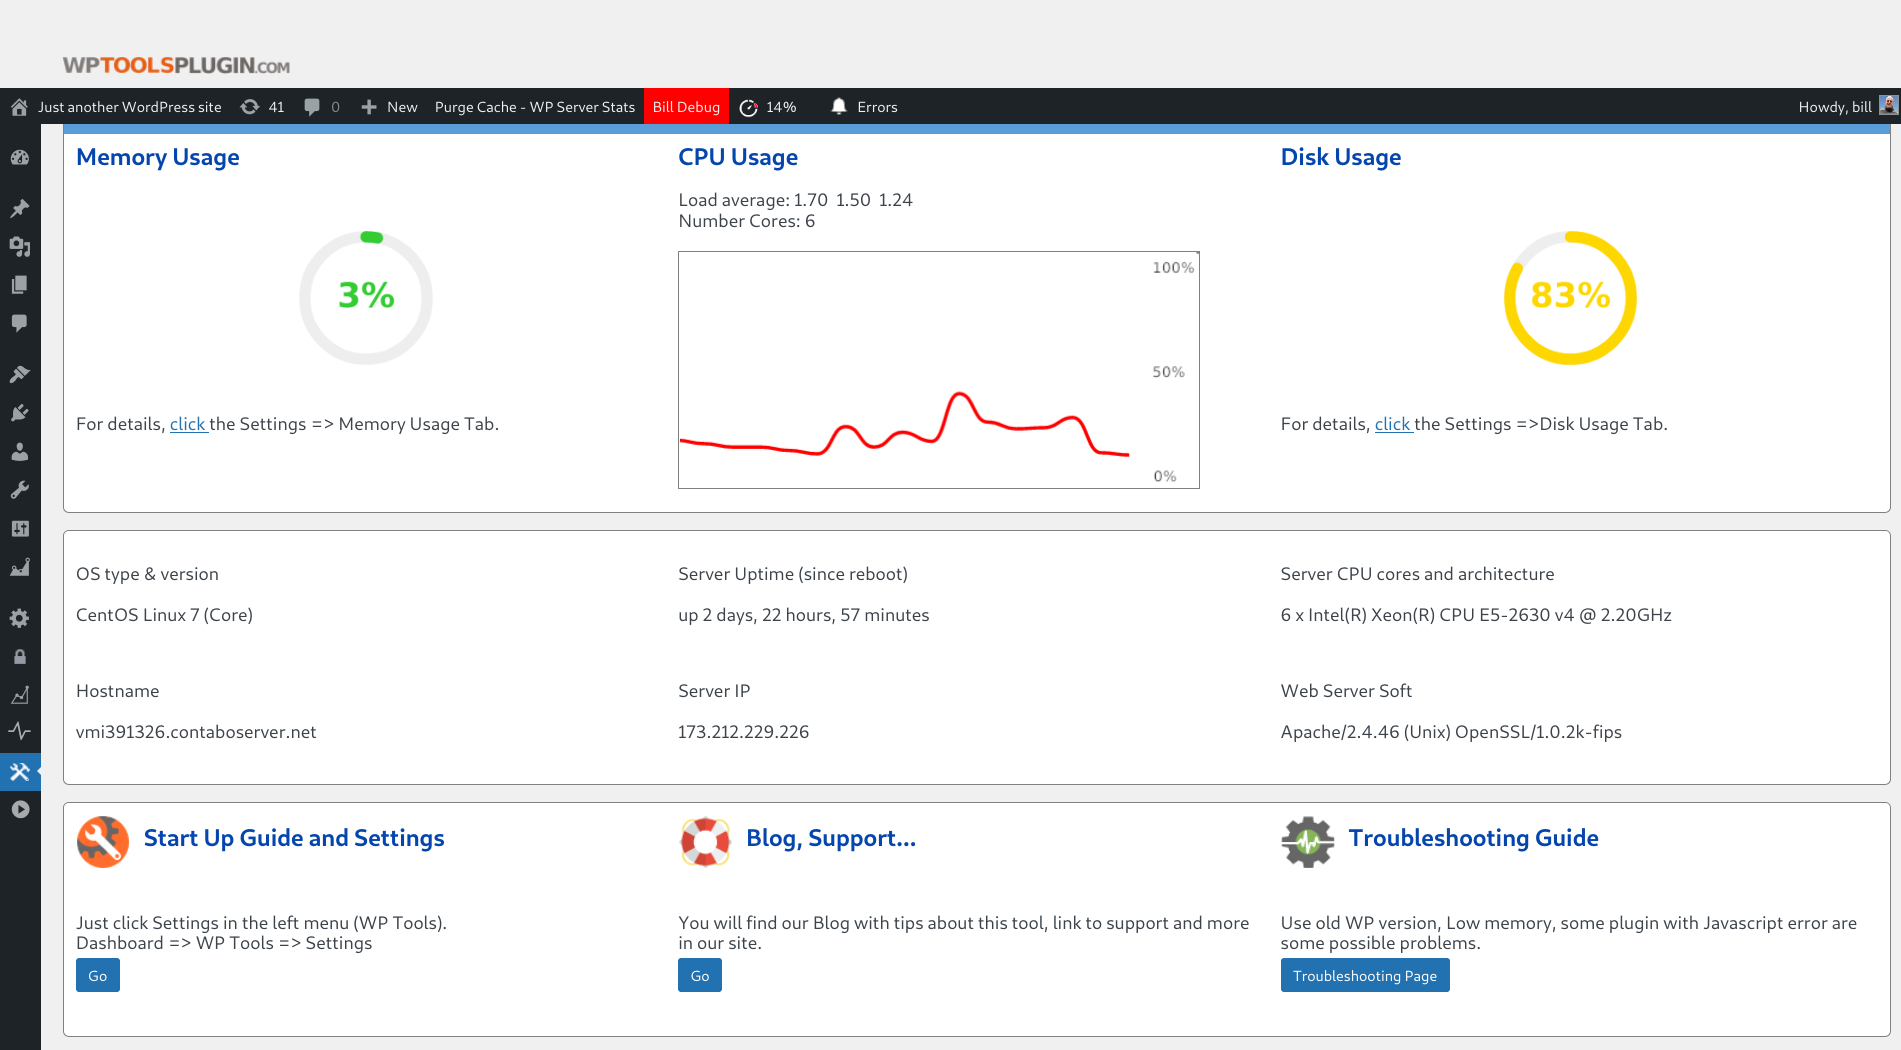 WPTOOLSPLUGIN.COM
Just another WordPress site 41 0 New Purge Cache - WP Server Stats Bill Debug 14% Errors Howdy, bill
Memory Usage
3%
For details, click the Settings => Memory Usage Tab.
CPU Usage
Load average: 1.70 1.50 1.24
Number Cores: 6
100%
50%
0%
Disk Usage
83%
For details, click the Settings =>Disk Usage Tab.
OS type & version
CentOS Linux 7 (Core)
Server Uptime (since reboot)
up 2 days, 22 hours, 57 minutes
Server CPU cores and architecture
6 x Intel(R) Xeon(R) CPU E5-2630 v4 @ 2.20GHz
Hostname
vmi391326.contaboserver.net
Server IP
173.212.229.226
Web Server Soft
Apache/2.4.46 (Unix) OpenSSL/1.0.2k-fips
Start Up Guide and Settings
Just click Settings in the left menu (WP Tools).
Dashboard => WP Tools => Settings
Go
Blog, Support...
You will find our Blog with tips about this tool, link to support and more
in our site.
Go
Troubleshooting Guide
Use old WP version, Low memory, some plugin with Javascript error are
some possible problems.
Troubleshooting Page